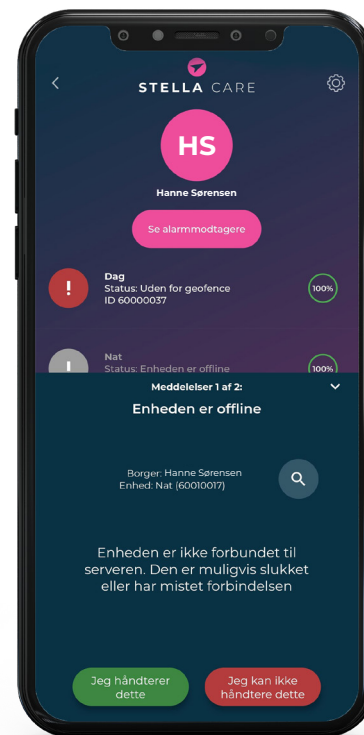 STELLA CARE
HS
Hanne Sørensen
Se alarmmodtagere
!
Dag
Status: Uden for geofence
ID 60000037
100%
!
Nat
Status: Enheden er offline
100%
Meddelelser 1 af 2:
Enheden er offline
Borger: Hanne Sørensen
Enhed: Nat (60010017)
Enheden er ikke forbundet til
serveren. Den er muligvis slukket
eller har mistet forbindelsen
Jeg håndterer
dette
Jeg kan ikke
håndtere dette